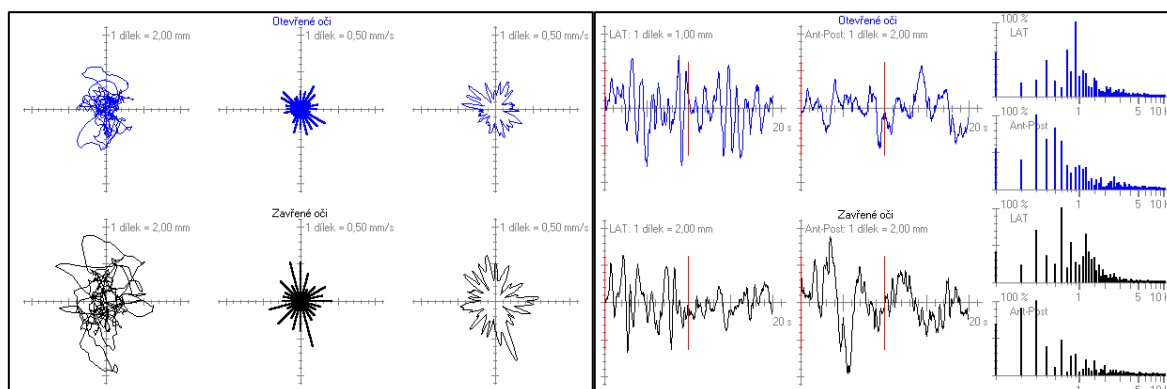 Otevřené oči
1 dílek = 2,00 mm
1 dílek = 0,50 mm/s
1 dílek = 0,50 mm/s
Zavřené oči
1 dílek = 2,00 mm
1 dílek = 0,50 mm/s
1 dílek = 0,50 mm/s
Otevřené oči
LAT: 1 dílek = 1,00 mm
Ant-Post: 1 dílek = 2,00 mm
20 s
20 s
100 %
LAT
1
5
10 H
100 %
Ant-Post
1
5
10 H
Zavřené oči
LAT: 1 dílek = 2,00 mm
Ant-Post: 1 dílek = 2,00 mm
20 s
20 s
100 %
LAT
1
5
10 H
100 %
Ant-Post
1
5
10 H